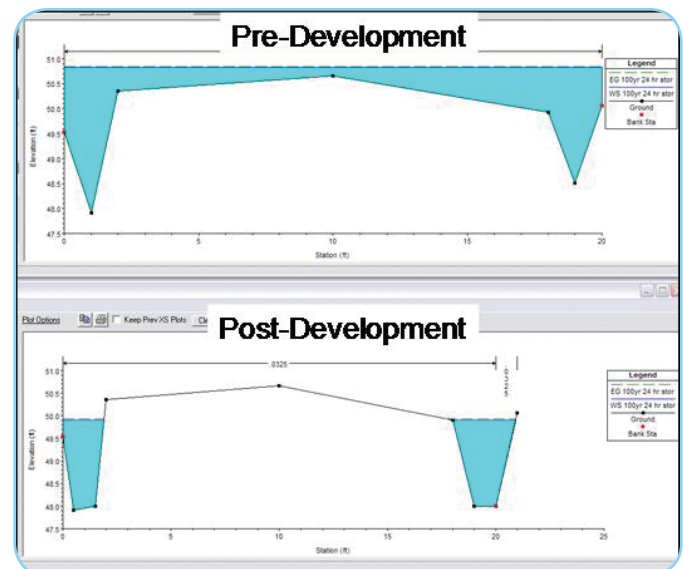 Pre-Development
Legend
EG 100yr 24 hr stor
WS 100yr 24 hr stor
Ground
Bank Sta
51.0
50.5
50.0
49.5
49.0
48.5
48.0
47.5
Elevation (ft)
0
5
10
15
20
Station (ft)
Plot Options
Keep Prev XS Plots
Post-Development
.0325
Legend
EG 100yr 24 hr stor
WS 100yr 24 hr stor
Ground
Bank Sta
51.0
50.5
50.0
49.5
49.0
48.5
48.0
47.5
Elevation (ft)
0
5
10
15
20
25
Station (ft)